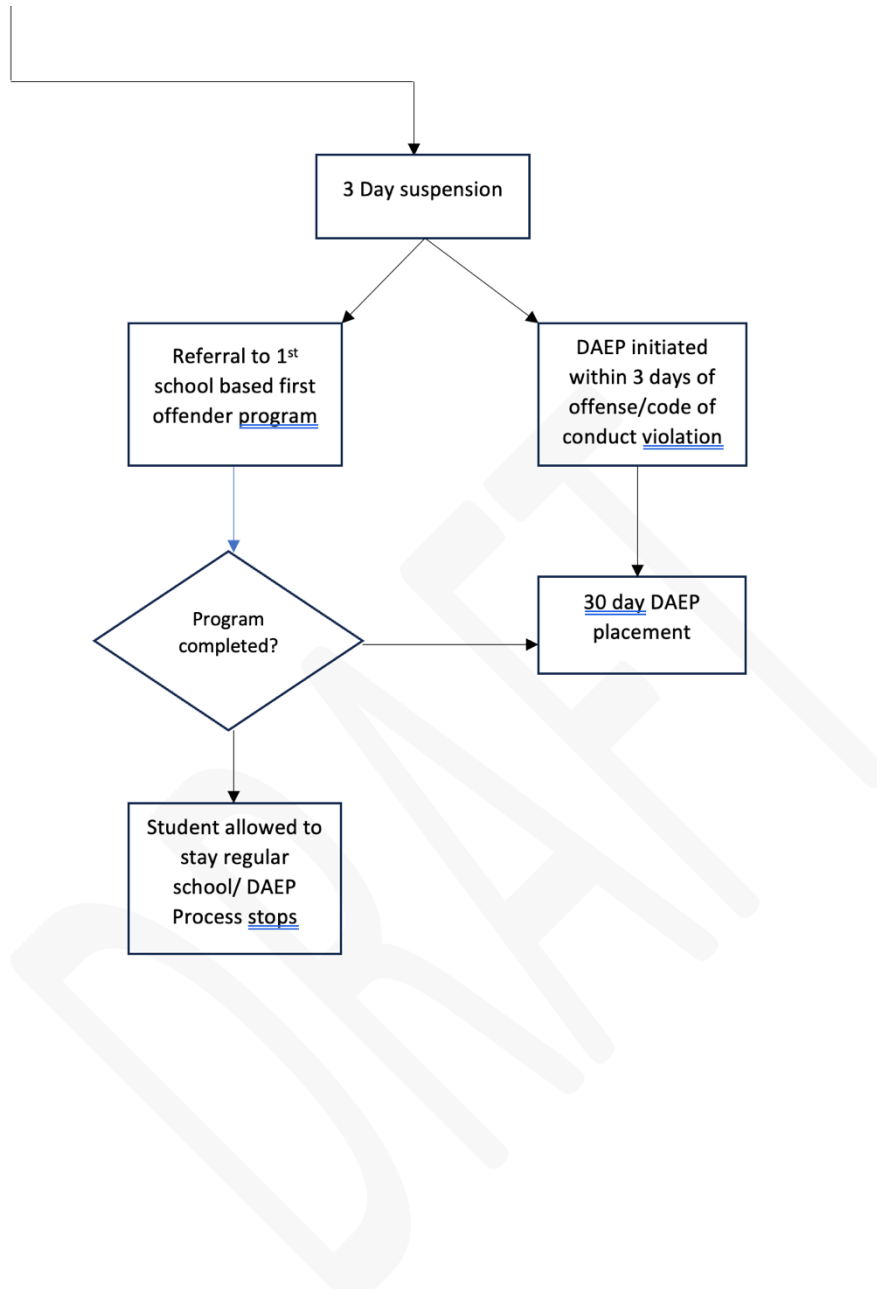 3 Day suspension
Referral to 1st
school based first
offender program
DAEP initiated
within 3 days of
offense/code of
conduct violation
Program
completed?
30 day DAEP
placement
Student allowed to
stay regular
school/ DAEP
Process stops
DRAFT